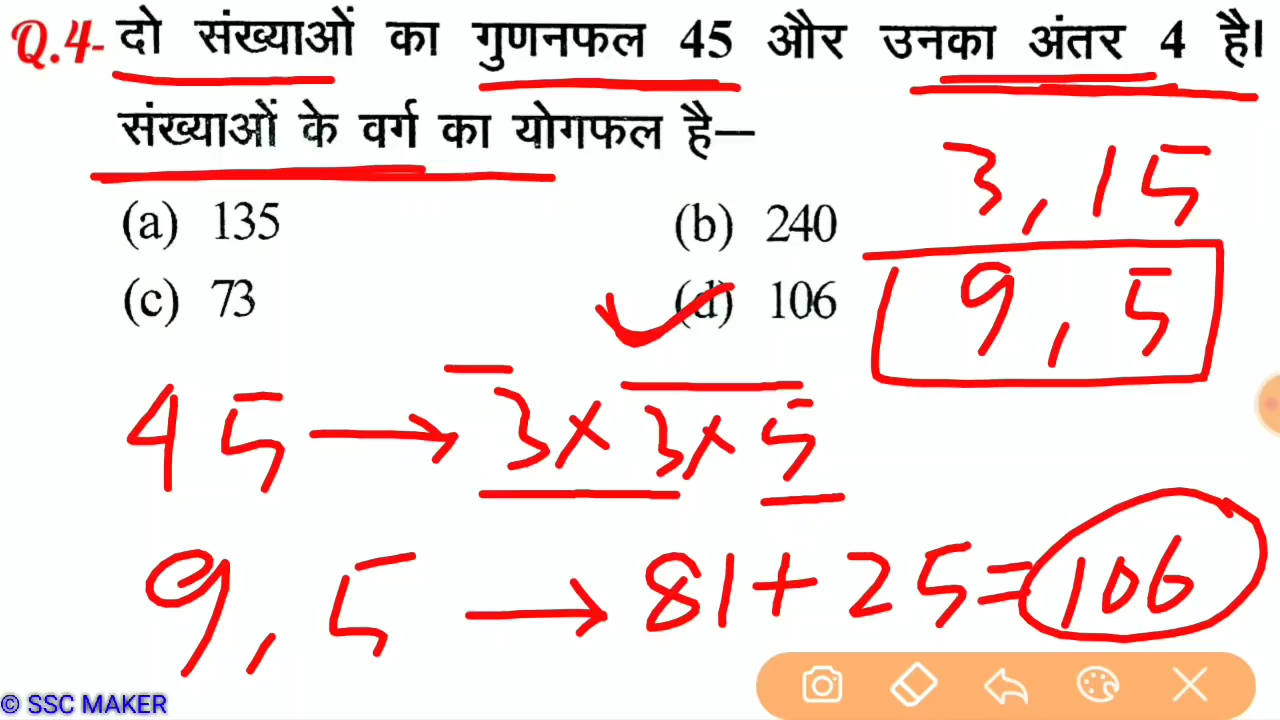 Q.4- दो संख्याओं का गुणनफल 45 और उनका अंतर 4 है।
संख्याओं के वर्ग का योगफल है—
3, 15
(a) 135 (b) 240
9, 5
(c) 73 (d) 106
45 → 3 × 3 × 5
9, 5 → 81 + 25 = 106
© SSC MAKER